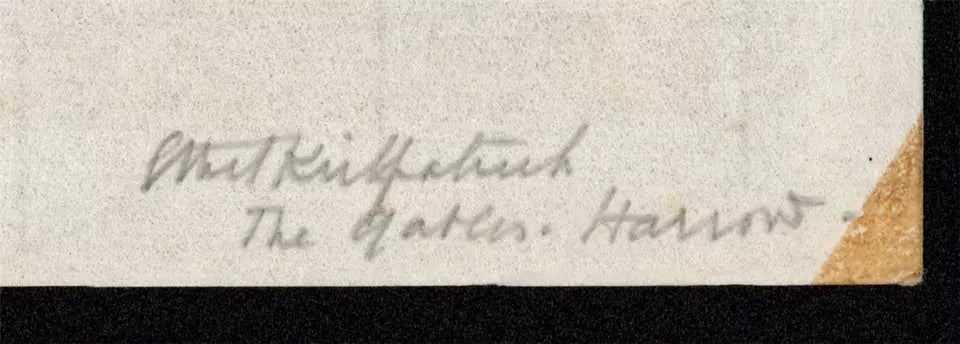 Ethel Kirkpatrick
The Gables. Harrow.